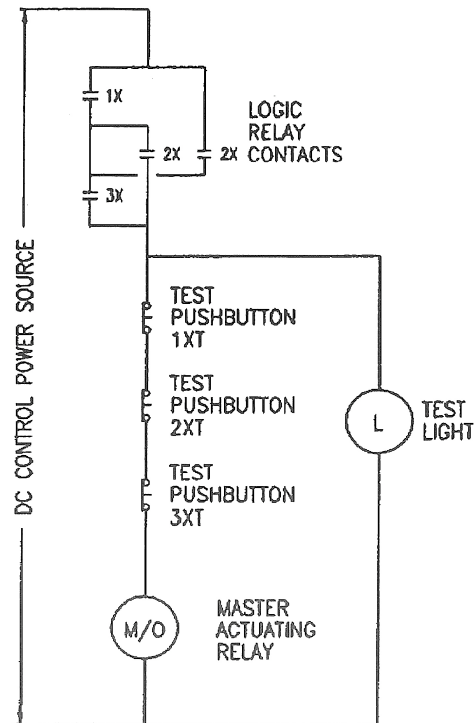 1X
LOGIC
RELAY
CONTACTS
2X
2X
3X
DC CONTROL POWER SOURCE
TEST
PUSHBUTTON
1XT
TEST
PUSHBUTTON
2XT
L
TEST
LIGHT
TEST
PUSHBUTTON
3XT
M/O
MASTER
ACTUATING
RELAY